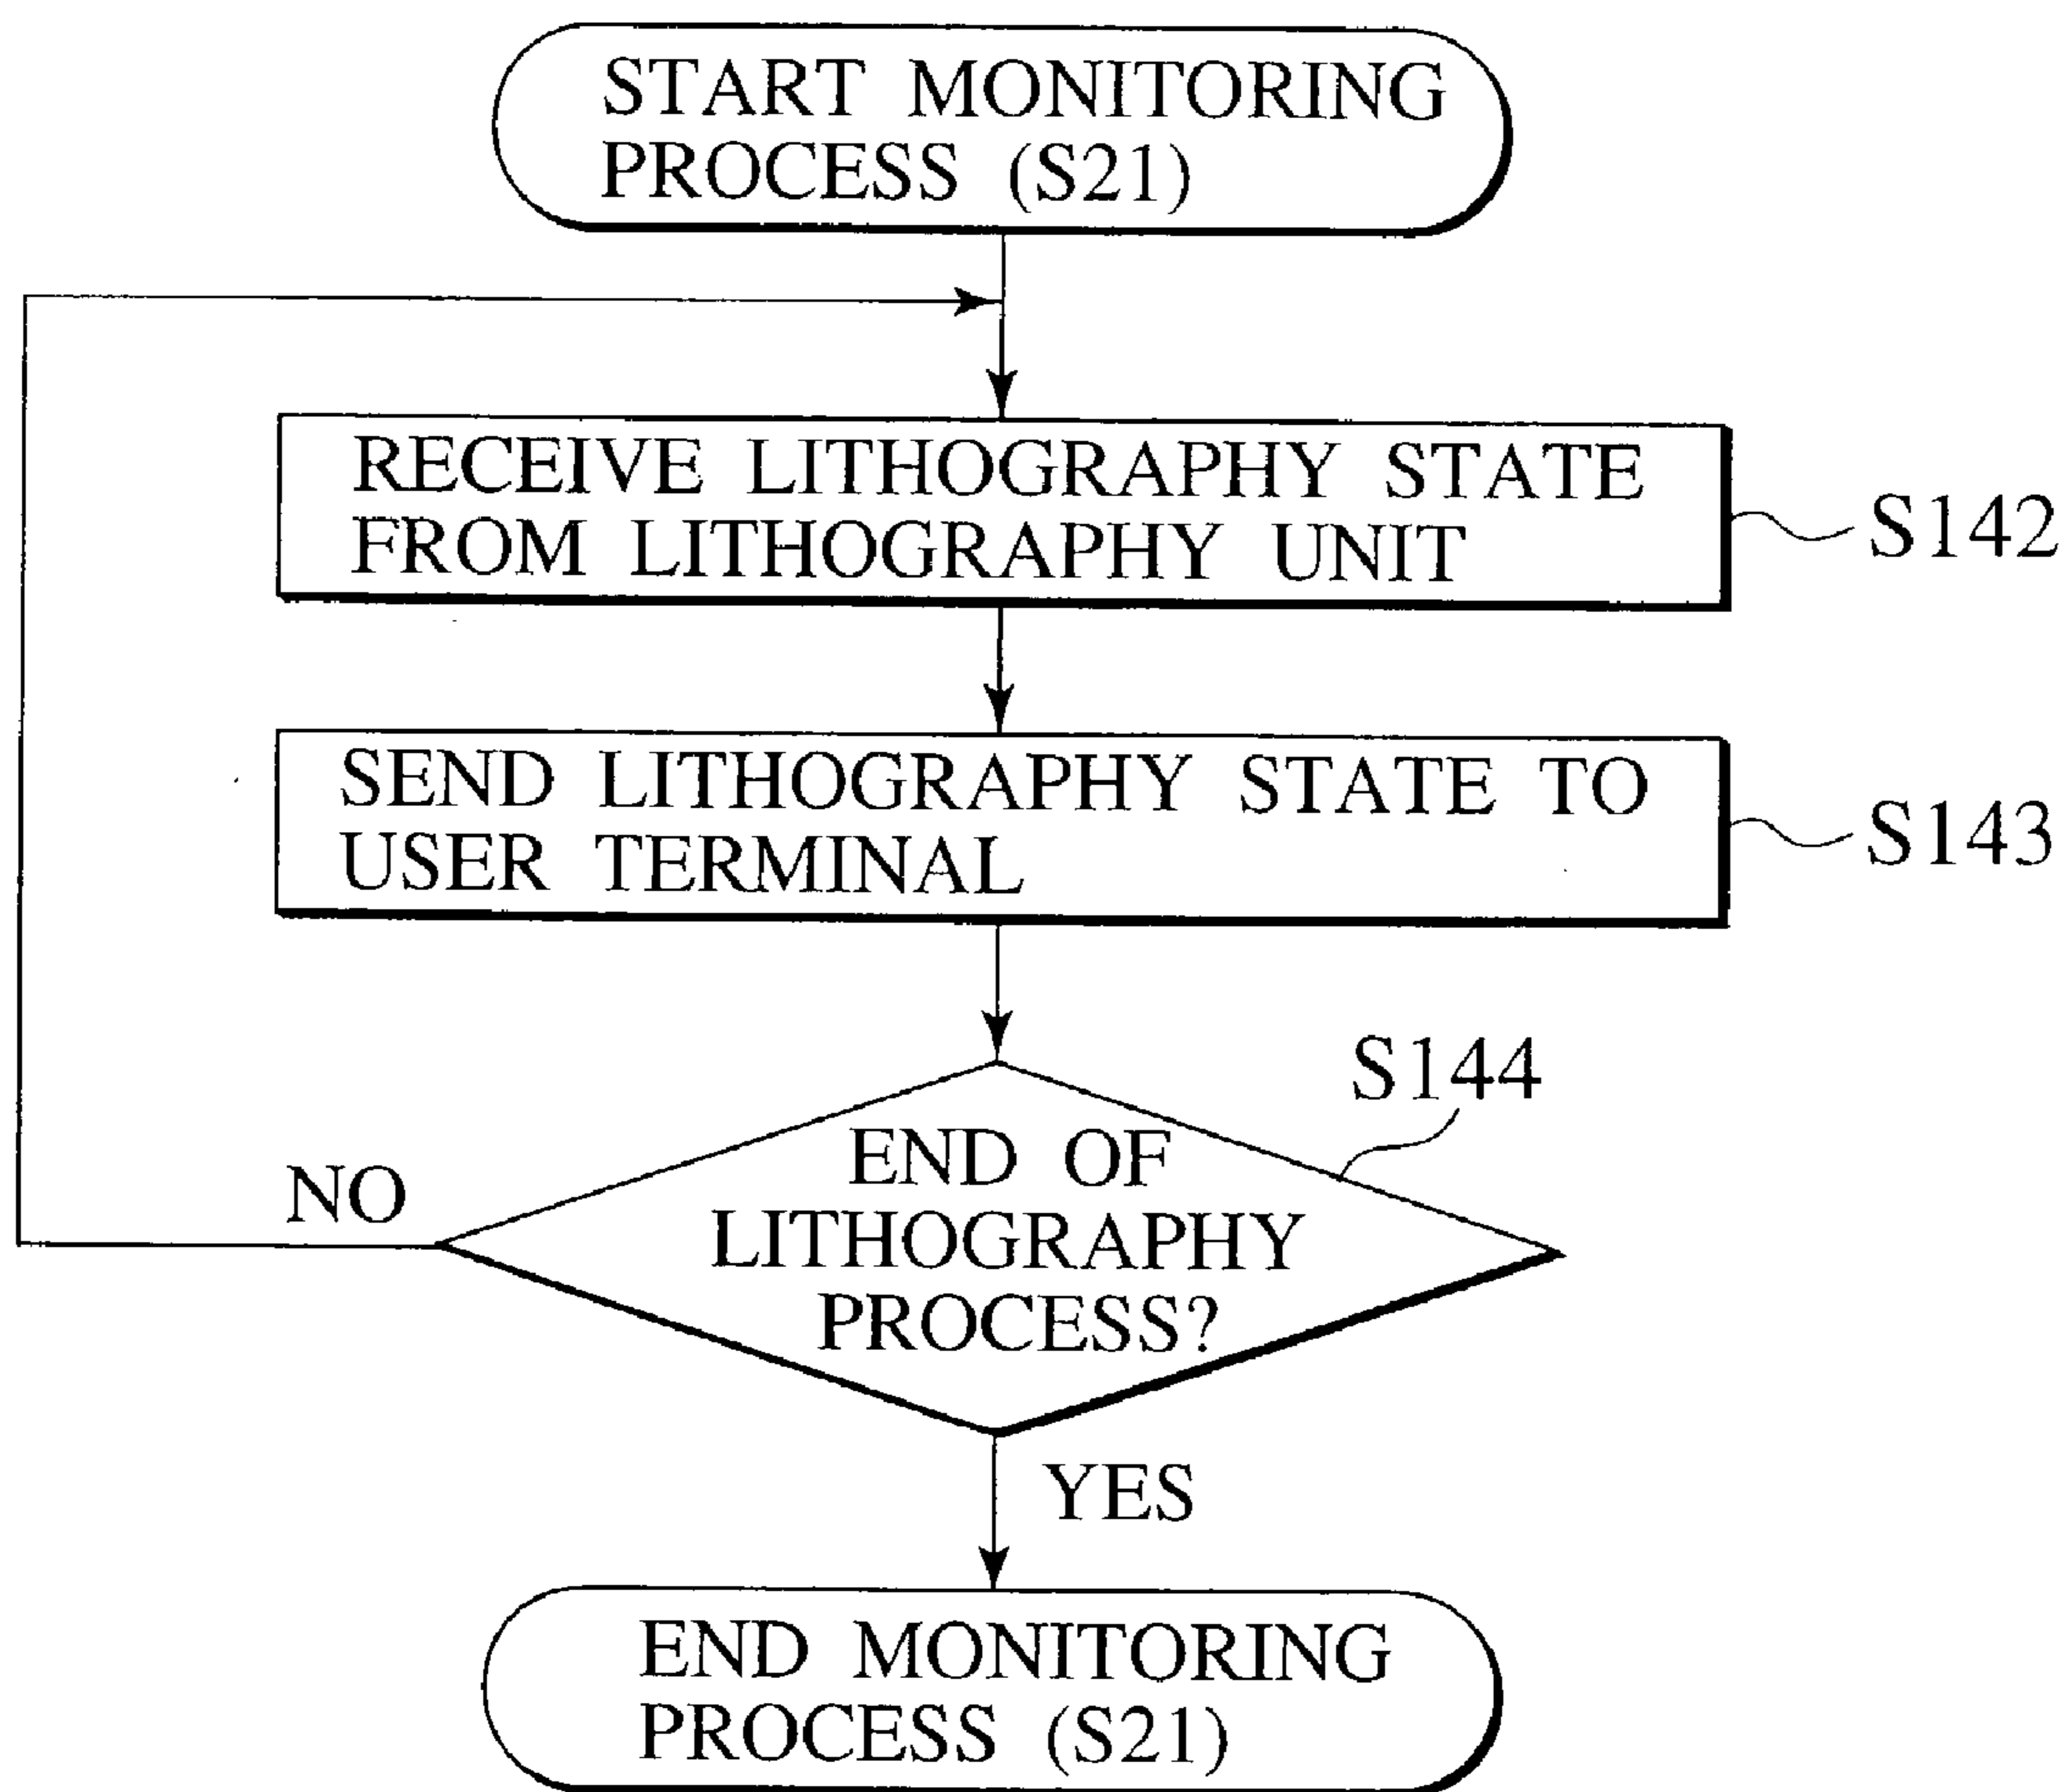 START MONITORING
PROCESS (S21)
RECEIVE LITHOGRAPHY STATE
FROM LITHOGRAPHY UNIT
S142
SEND LITHOGRAPHY STATE TO
USER TERMINAL
S143
S144
END OF
LITHOGRAPHY
PROCESS?
NO
YES
END MONITORING
PROCESS (S21)